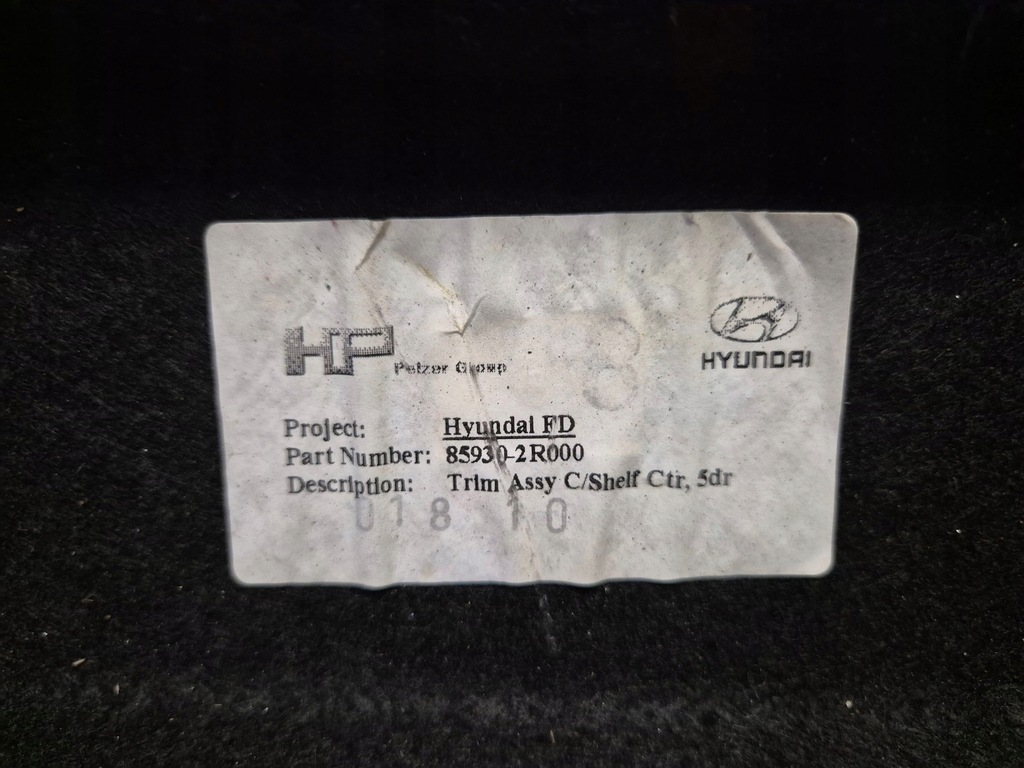 HP Pelzer Group
HYUNDAI
Project: Hyundai FD
Part Number: 85930-2R000
Description: Trim Assy C/Shelf Ctr, 5dr
018 10